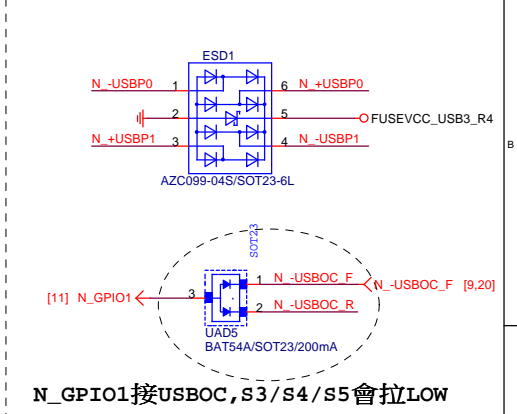 ESD1
N_-USBP0 1 6 N_+USBP0
2 5 FUSEVCC_USB3_R4
N_+USBP1 3 4 N_-USBP1
AZC099-04S/SOT23-6L
B
SOT23
1 N_-USBOC_F N_-USBOC_F [9,20]
[11] N_GPIO1 3
2 N_-USBOC_R
UAD5
BAT54A/SOT23/200mA
N_GPIO1接USBOC,S3/S4/S5會拉LOW